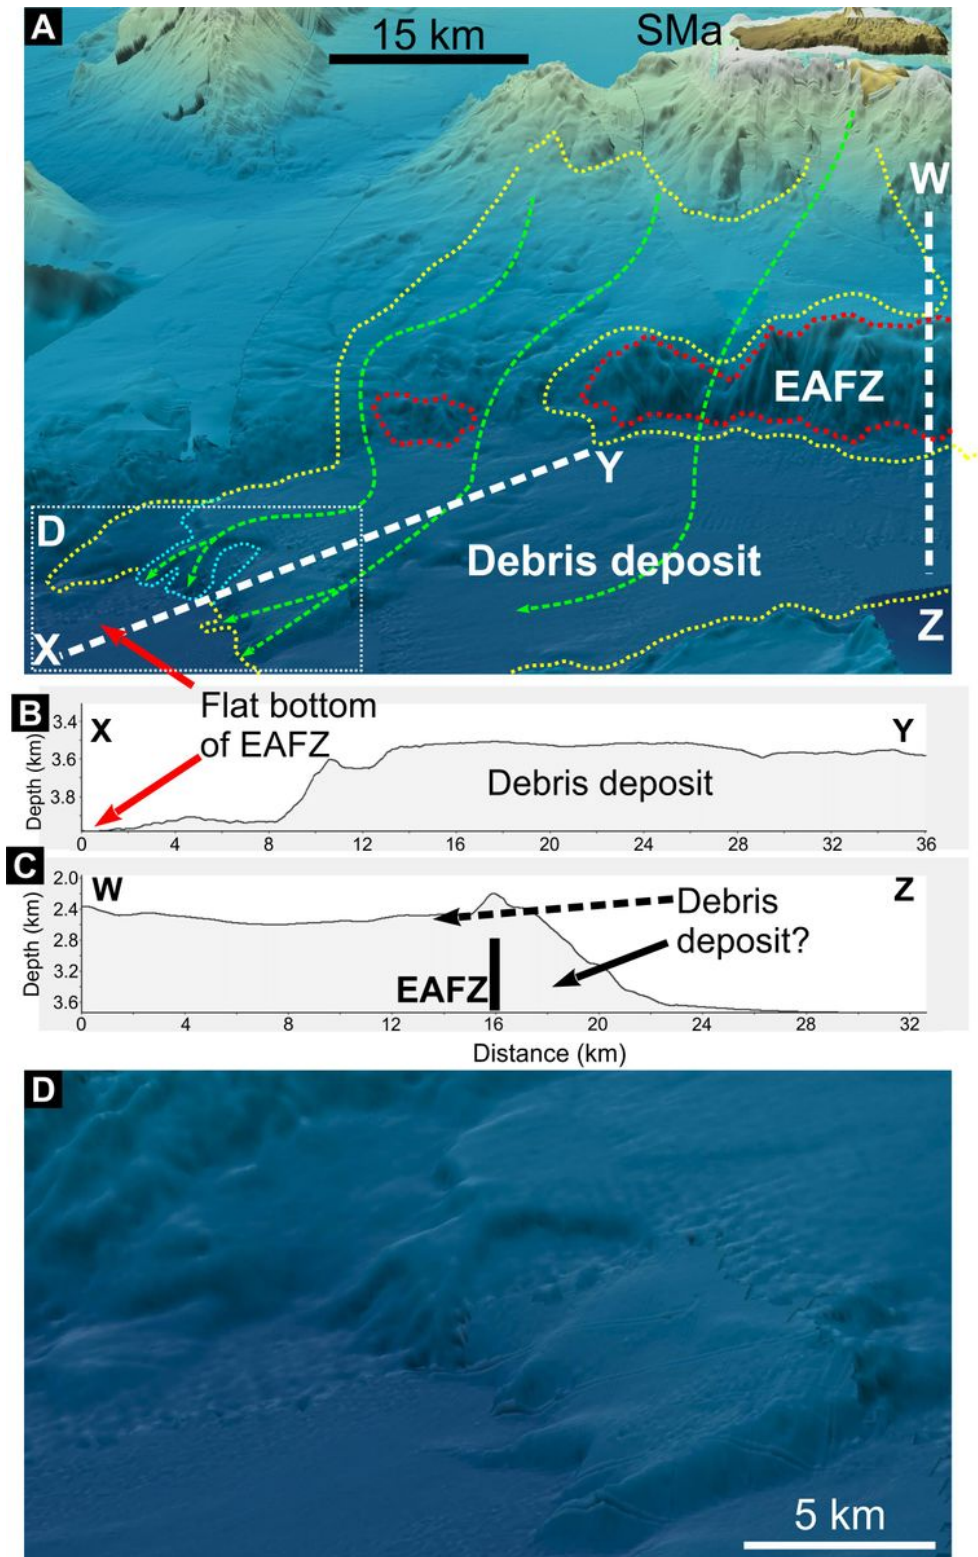 A
15 km
SMa
W
EAFZ
Y
D
Debris deposit
X
Z
B
X
Flat bottom
of EAFZ
Y
Debris deposit
Depth (km)
3.4
3.6
3.8
0 4 8 12 16 20 24 28 32 36
C
W
Z
Debris
deposit?
EAFZ
Depth (km)
2.0
2.4
2.8
3.2
3.6
0 4 8 12 16 20 24 28 32
Distance (km)
D
5 km